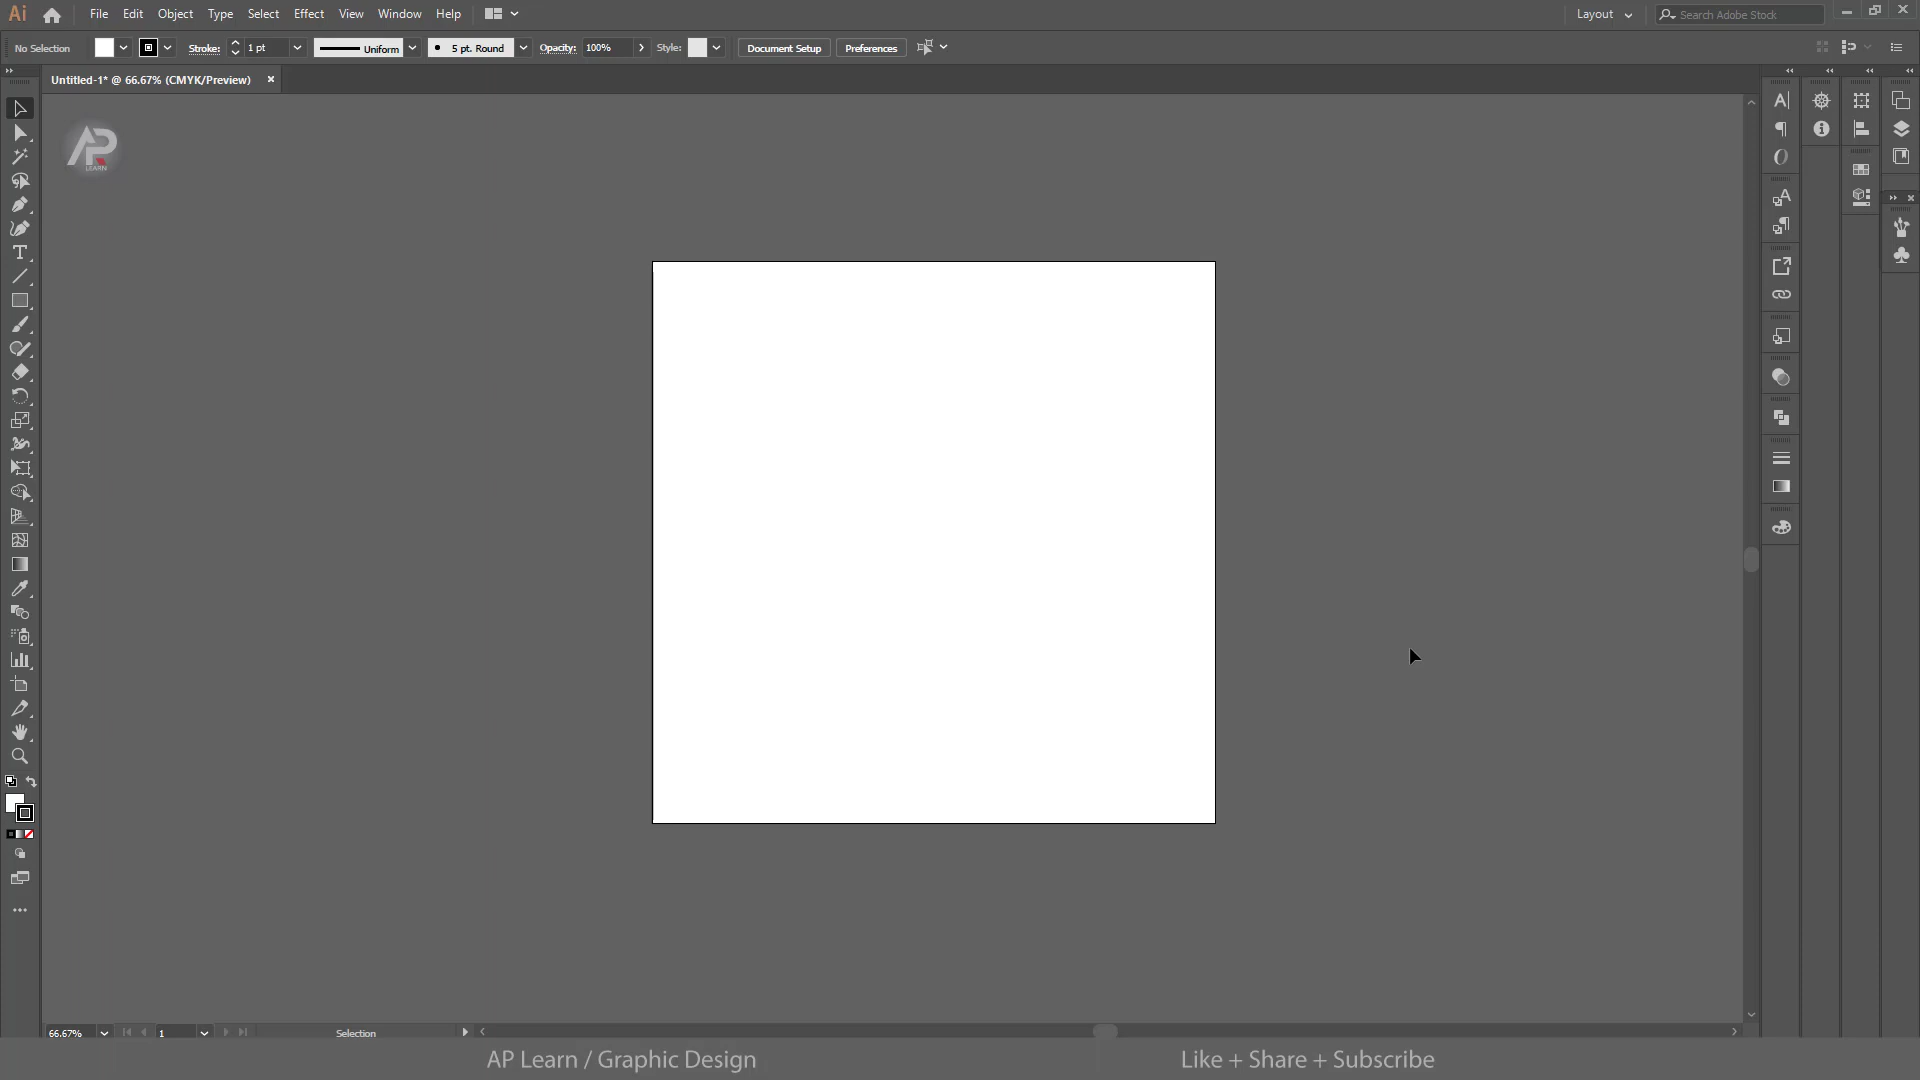 Ai File Edit Object Type Select Effect View Window Help Layout Search Adobe Stock
No Selection Stroke: 1 pt Uniform 5 pt. Round Opacity: 100% Style: Document Setup Preferences
Untitled-1* @ 66.67% (CMYK/Preview)
AP
LEARN
66.67% 1 Selection
AP Learn / Graphic Design Like + Share + Subscribe